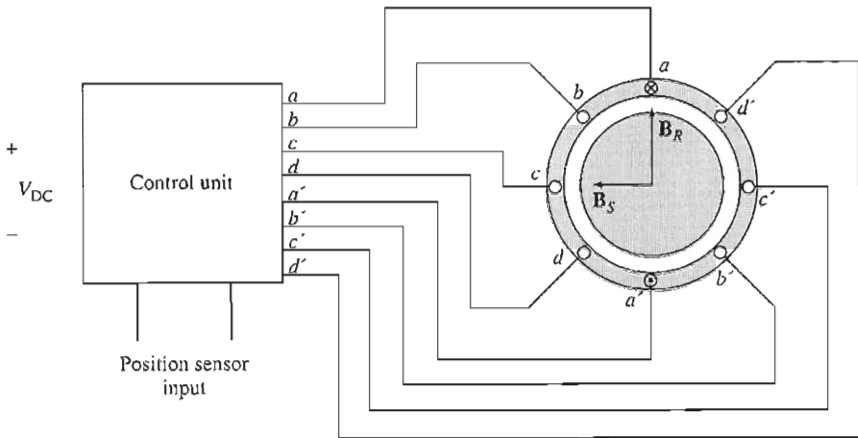 a
b
c
d
a´
b´
c´
d´
+
V_DC
−
Control unit
Position sensor
input
a
b
d´
B_R
c
B_S
c´
d
a´
b´